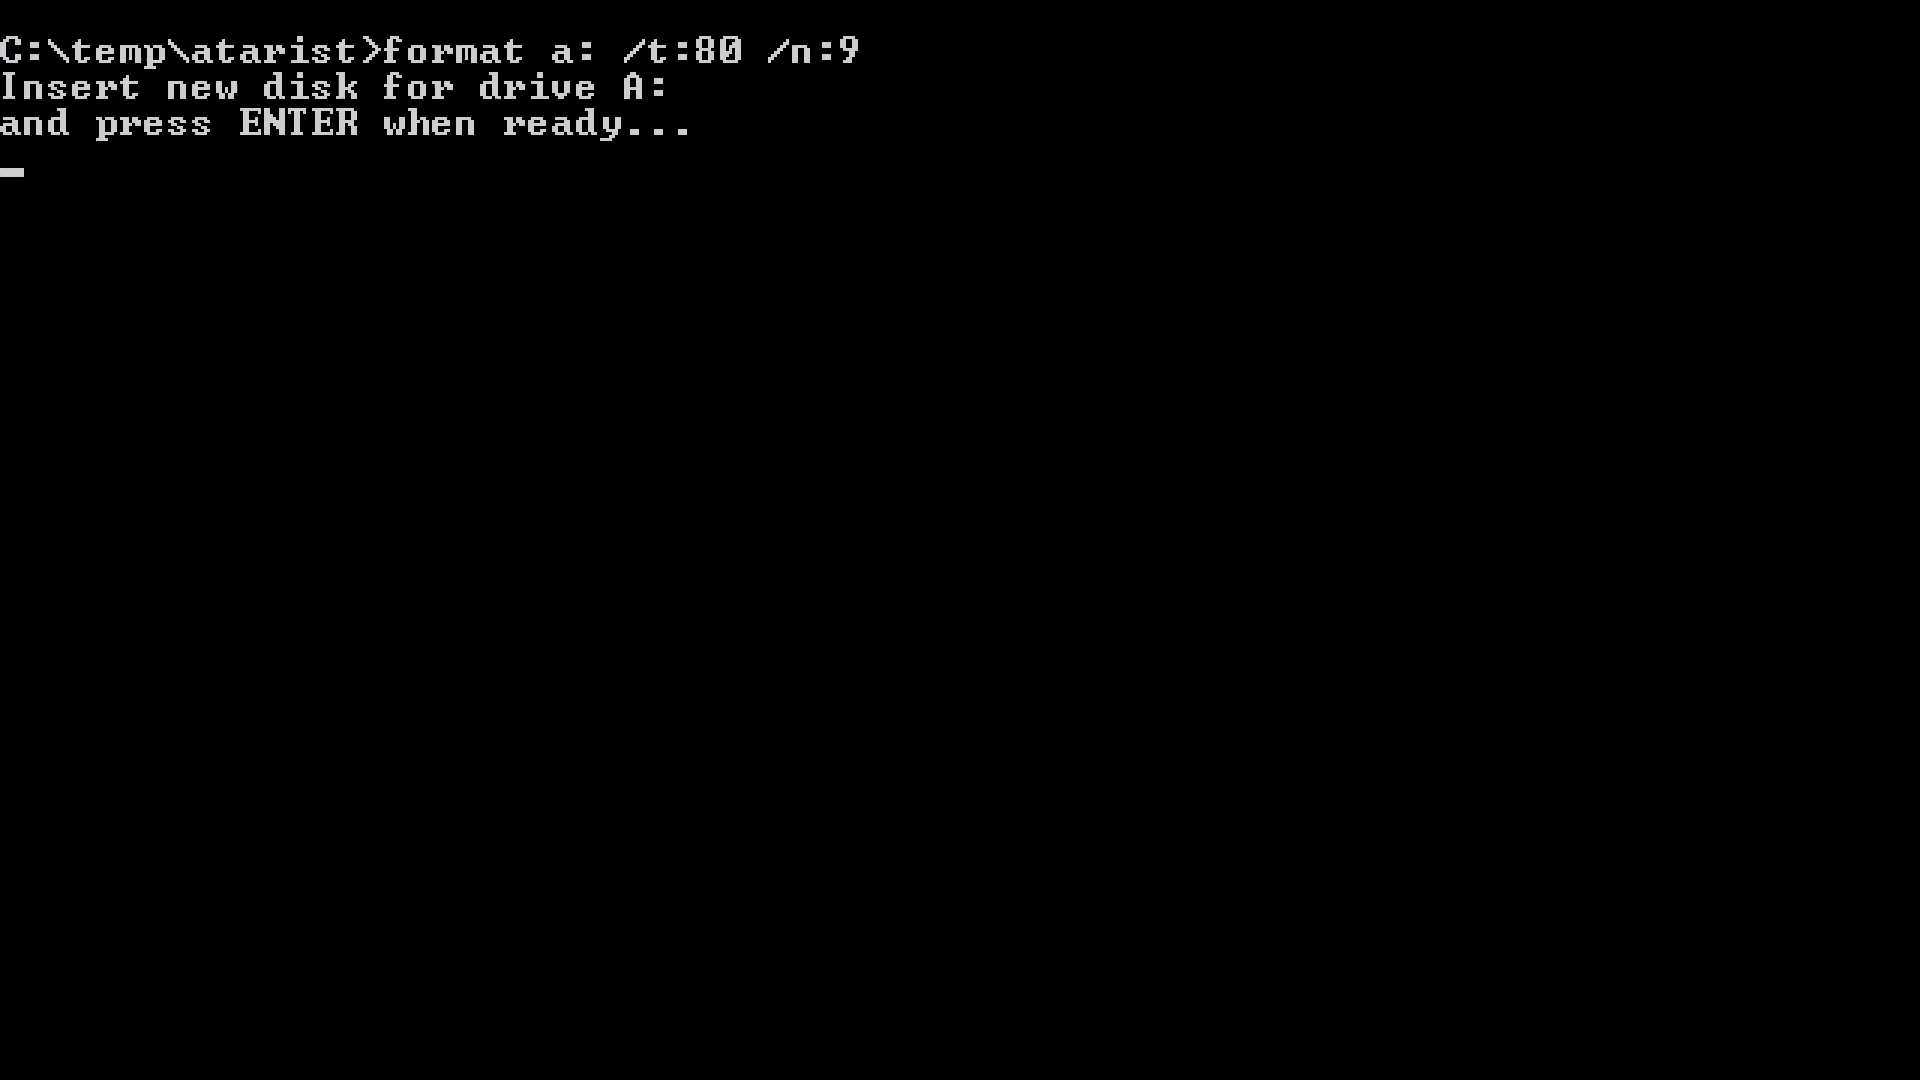 C:\temp\atarist>format a: /t:80 /n:9
Insert new disk for drive A:
and press ENTER when ready...